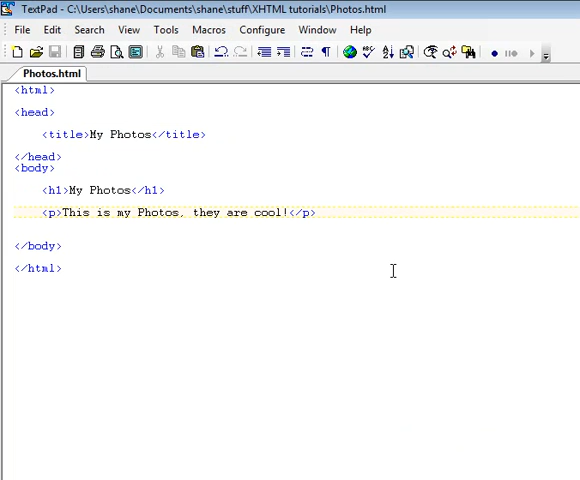 TextPad - C:\Users\shane\Documents\shane\stuff\XHTML tutorials\Photos.html
File Edit Search View Tools Macros Configure Window Help
Photos.html
<html>
<head>
<title>My Photos</title>
</head>
<body>
<h1>My Photos</h1>
<p>This is my Photos, they are cool!</p>
</body>
</html>